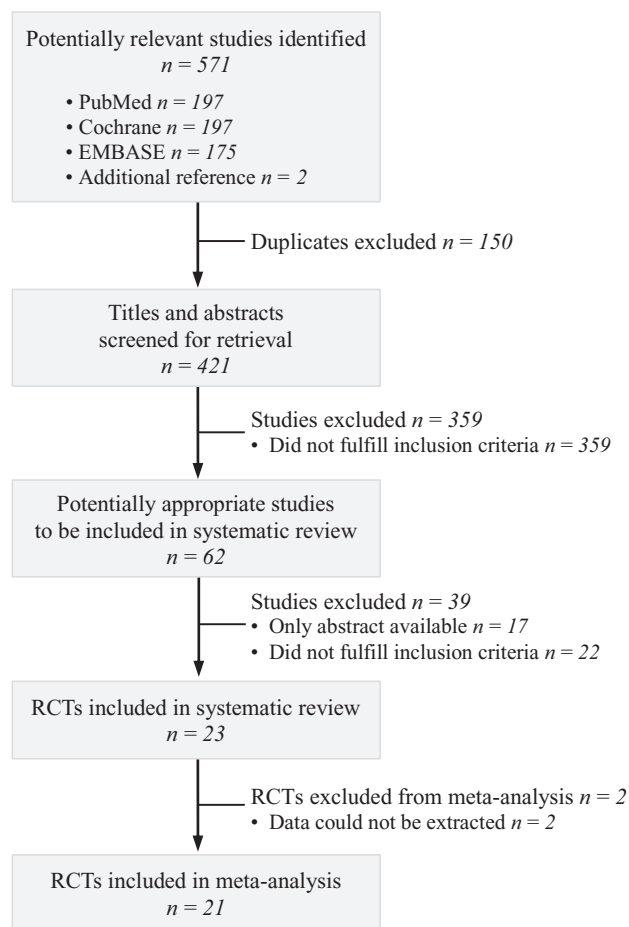 Potentially relevant studies identified
n = 571
• PubMed n = 197
• Cochrane n = 197
• EMBASE n = 175
• Additional reference n = 2
Duplicates excluded n = 150
Titles and abstracts
screened for retrieval
n = 421
Studies excluded n = 359
• Did not fulfill inclusion criteria n = 359
Potentially appropriate studies
to be included in systematic review
n = 62
Studies excluded n = 39
• Only abstract available n = 17
• Did not fulfill inclusion criteria n = 22
RCTs included in systematic review
n = 23
RCTs excluded from meta-analysis n = 2
• Data could not be extracted n = 2
RCTs included in meta-analysis
n = 21